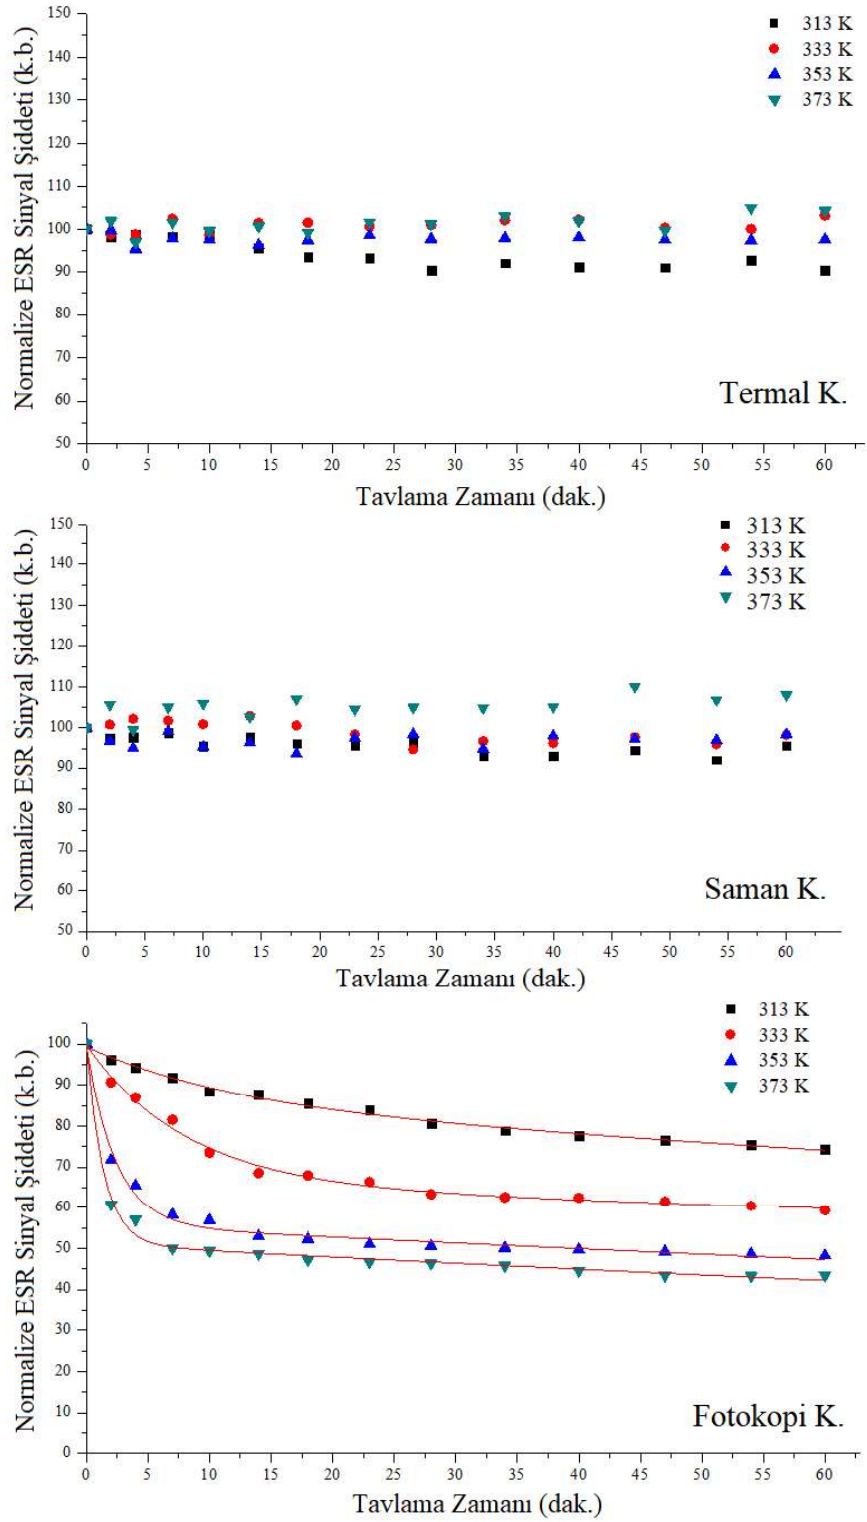 150
140
130
120
110
100
90
80
70
60
50
Normalize ESR Sinyal Şiddeti (k.b.)
313 K
333 K
353 K
373 K
Termal K.
0 5 10 15 20 25 30 35 40 45 50 55 60
Tavlama Zamanı (dak.)
150
140
130
120
110
100
90
80
70
60
50
Normalize ESR Sinyal Şiddeti (k.b.)
313 K
333 K
353 K
373 K
Saman K.
0 5 10 15 20 25 30 35 40 45 50 55 60
Tavlama Zamanı (dak.)
100
90
80
70
60
50
40
30
20
10
0
Normalize ESR Sinyal Şiddeti (k.b.)
313 K
333 K
353 K
373 K
Fotokopi K.
0 5 10 15 20 25 30 35 40 45 50 55 60
Tavlama Zamanı (dak.)